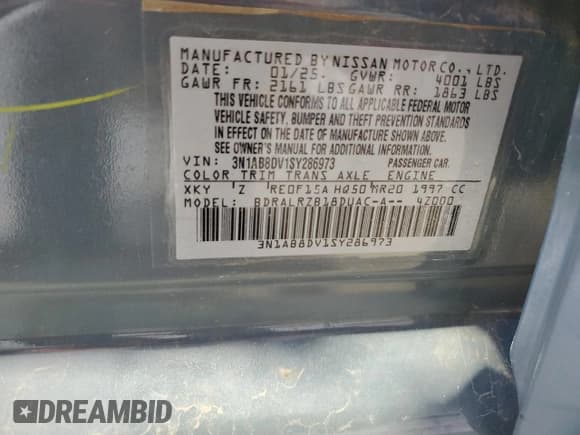 MANUFACTURED BY NISSAN MOTOR CO., LTD.
DATE: 01/25. GVWR: 4001 LBS
GAWR FR: 2161 LBS GAWR RR: 1863 LBS
THIS VEHICLE CONFORMS TO ALL APPLICABLE FEDERAL MOTOR
VEHICLE SAFETY, BUMPER AND THEFT PREVENTION STANDARDS
IN EFFECT ON THE DATE OF MANUFACTURE SHOWN ABOVE.
SEE OWNER'S MANUAL FOR ADDITIONAL INFORMATION.
VIN: 3N1AB8DV1SY286973 PASSENGER CAR.
COLOR TRIM TRANS AXLE ENGINE
XKY 'Z 'RE0F15A HQ50 MR20 1997 CC
MODEL: BDRALRZB18DUAC-A-- 4Z000
3N1AB8DV1SY286973
DREAMBID